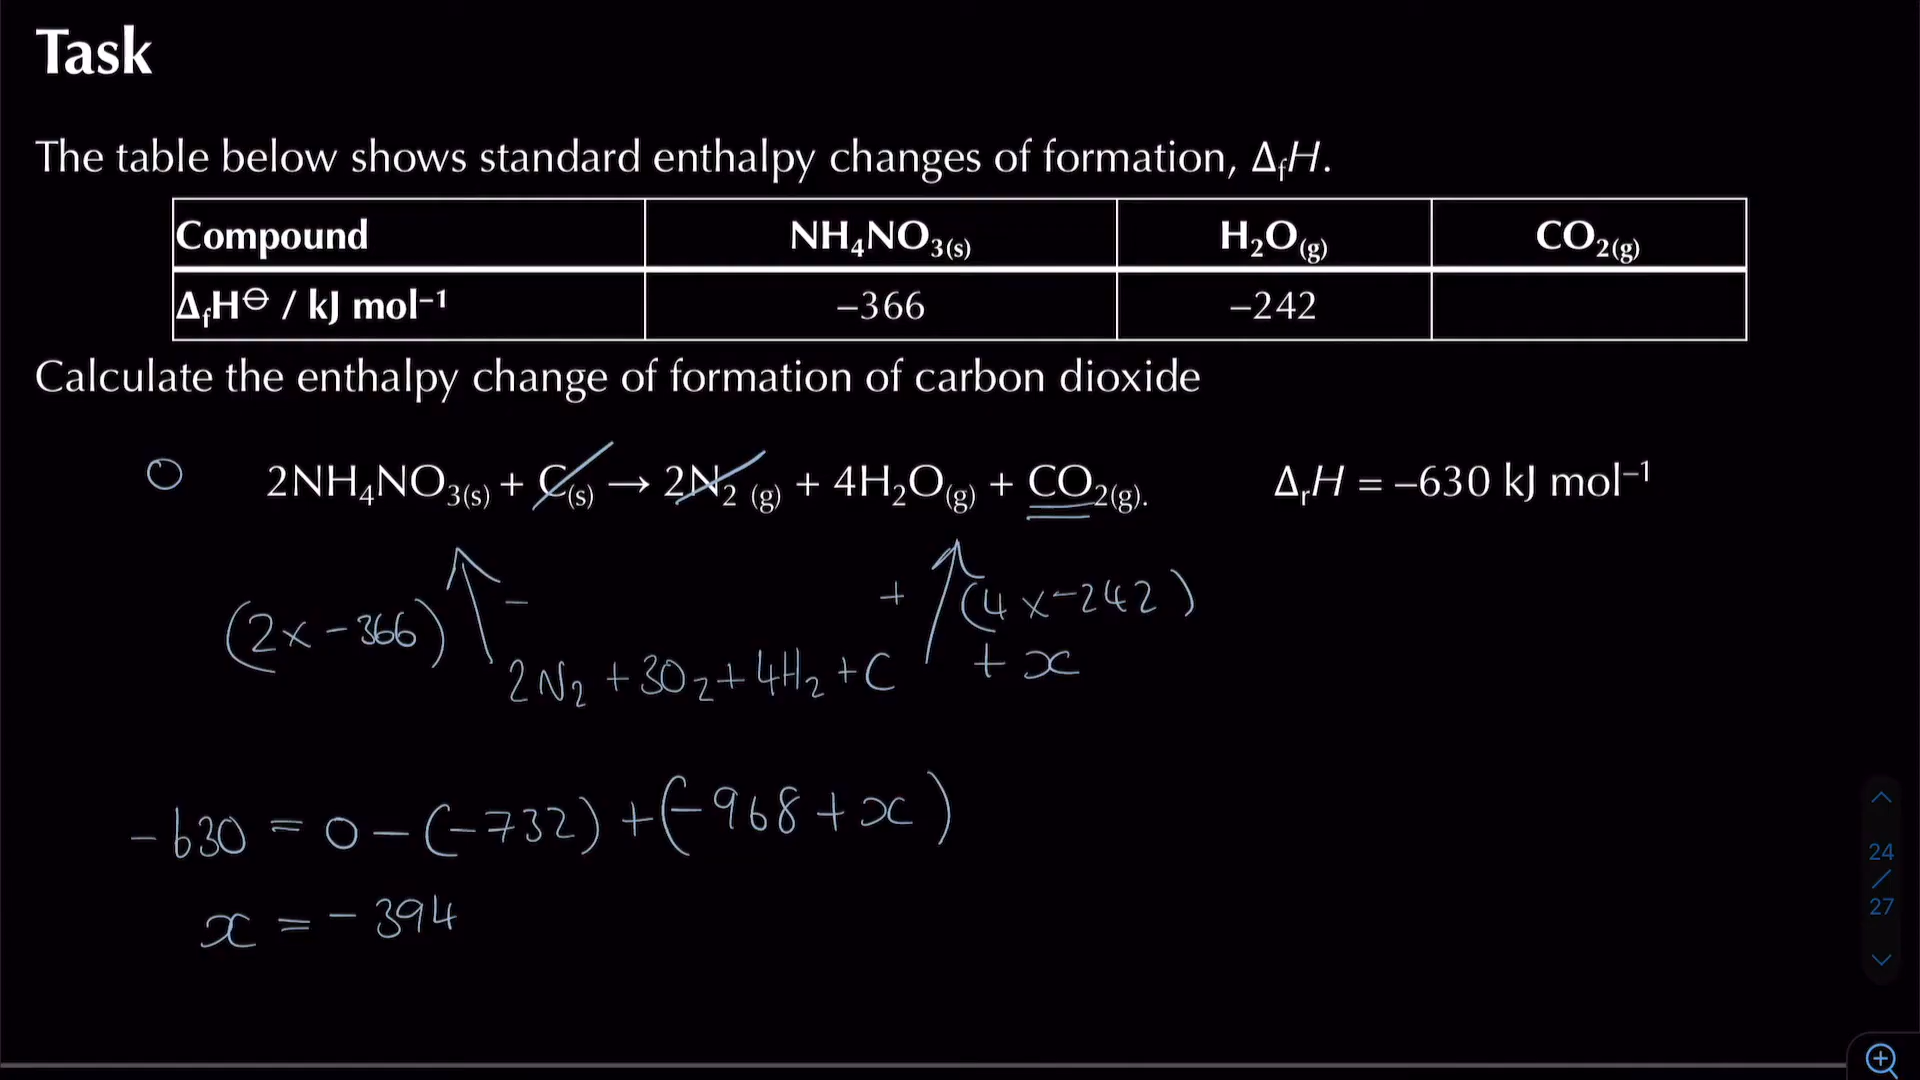 Task
The table below shows standard enthalpy changes of formation, ΔfH.
Compound NH₄NO₃(s) H₂O(g) CO₂(g)
ΔfH⊖ / kJ mol⁻¹ –366 –242
Calculate the enthalpy change of formation of carbon dioxide
O 2NH₄NO₃(s) + C(s) → 2N₂ (g) + 4H₂O(g) + CO₂(g). ΔrH = –630 kJ mol⁻¹
(2x-366) - + (4x-242)
2N₂ + 3O₂ + 4H₂ + C + x
-630 = 0 - (-732) + (-968 + x)
x = -394
24
/
27